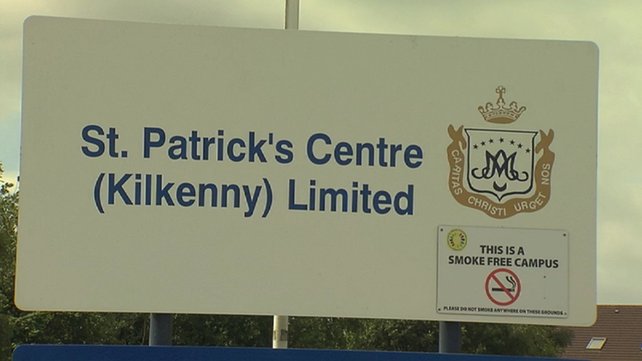 St. Patrick's Centre
(Kilkenny) Limited
CARITAS CHRISTI URGET NOS
THIS IS A
SMOKE FREE CAMPUS
PLEASE DO NOT SMOKE ANYWHERE ON THESE GROUNDS